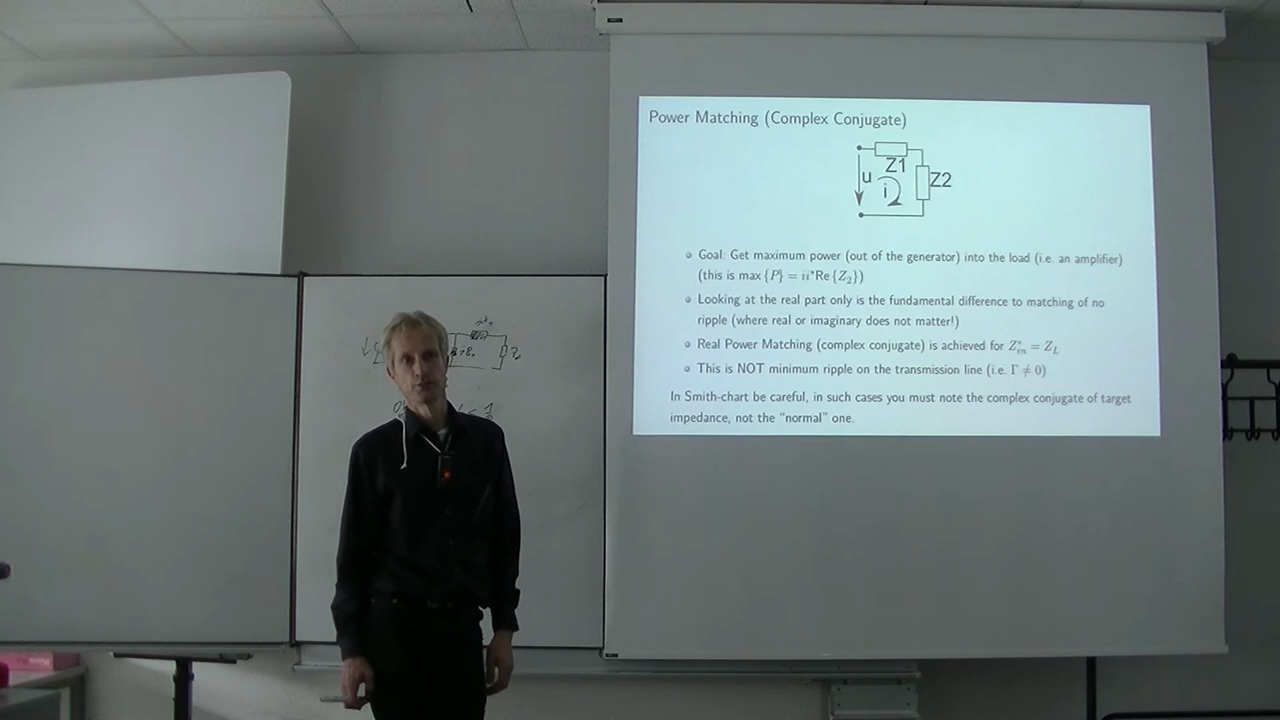 Power Matching (Complex Conjugate)
Z1
u
i
Z2
Goal: Get maximum power (out of the generator) into the load (i.e. an amplifier)
(this is max {P} = ii*Re {Z₂})
Looking at the real part only is the fundamental difference to matching of no
ripple (where real or imaginary does not matter!)
Real Power Matching (complex conjugate) is achieved for Z*ᵢₙ = Z_L
This is NOT minimum ripple on the transmission line (i.e. Γ ≠ 0)
In Smith-chart be careful, in such cases you must note the complex conjugate of target
impedance, not the “normal” one.